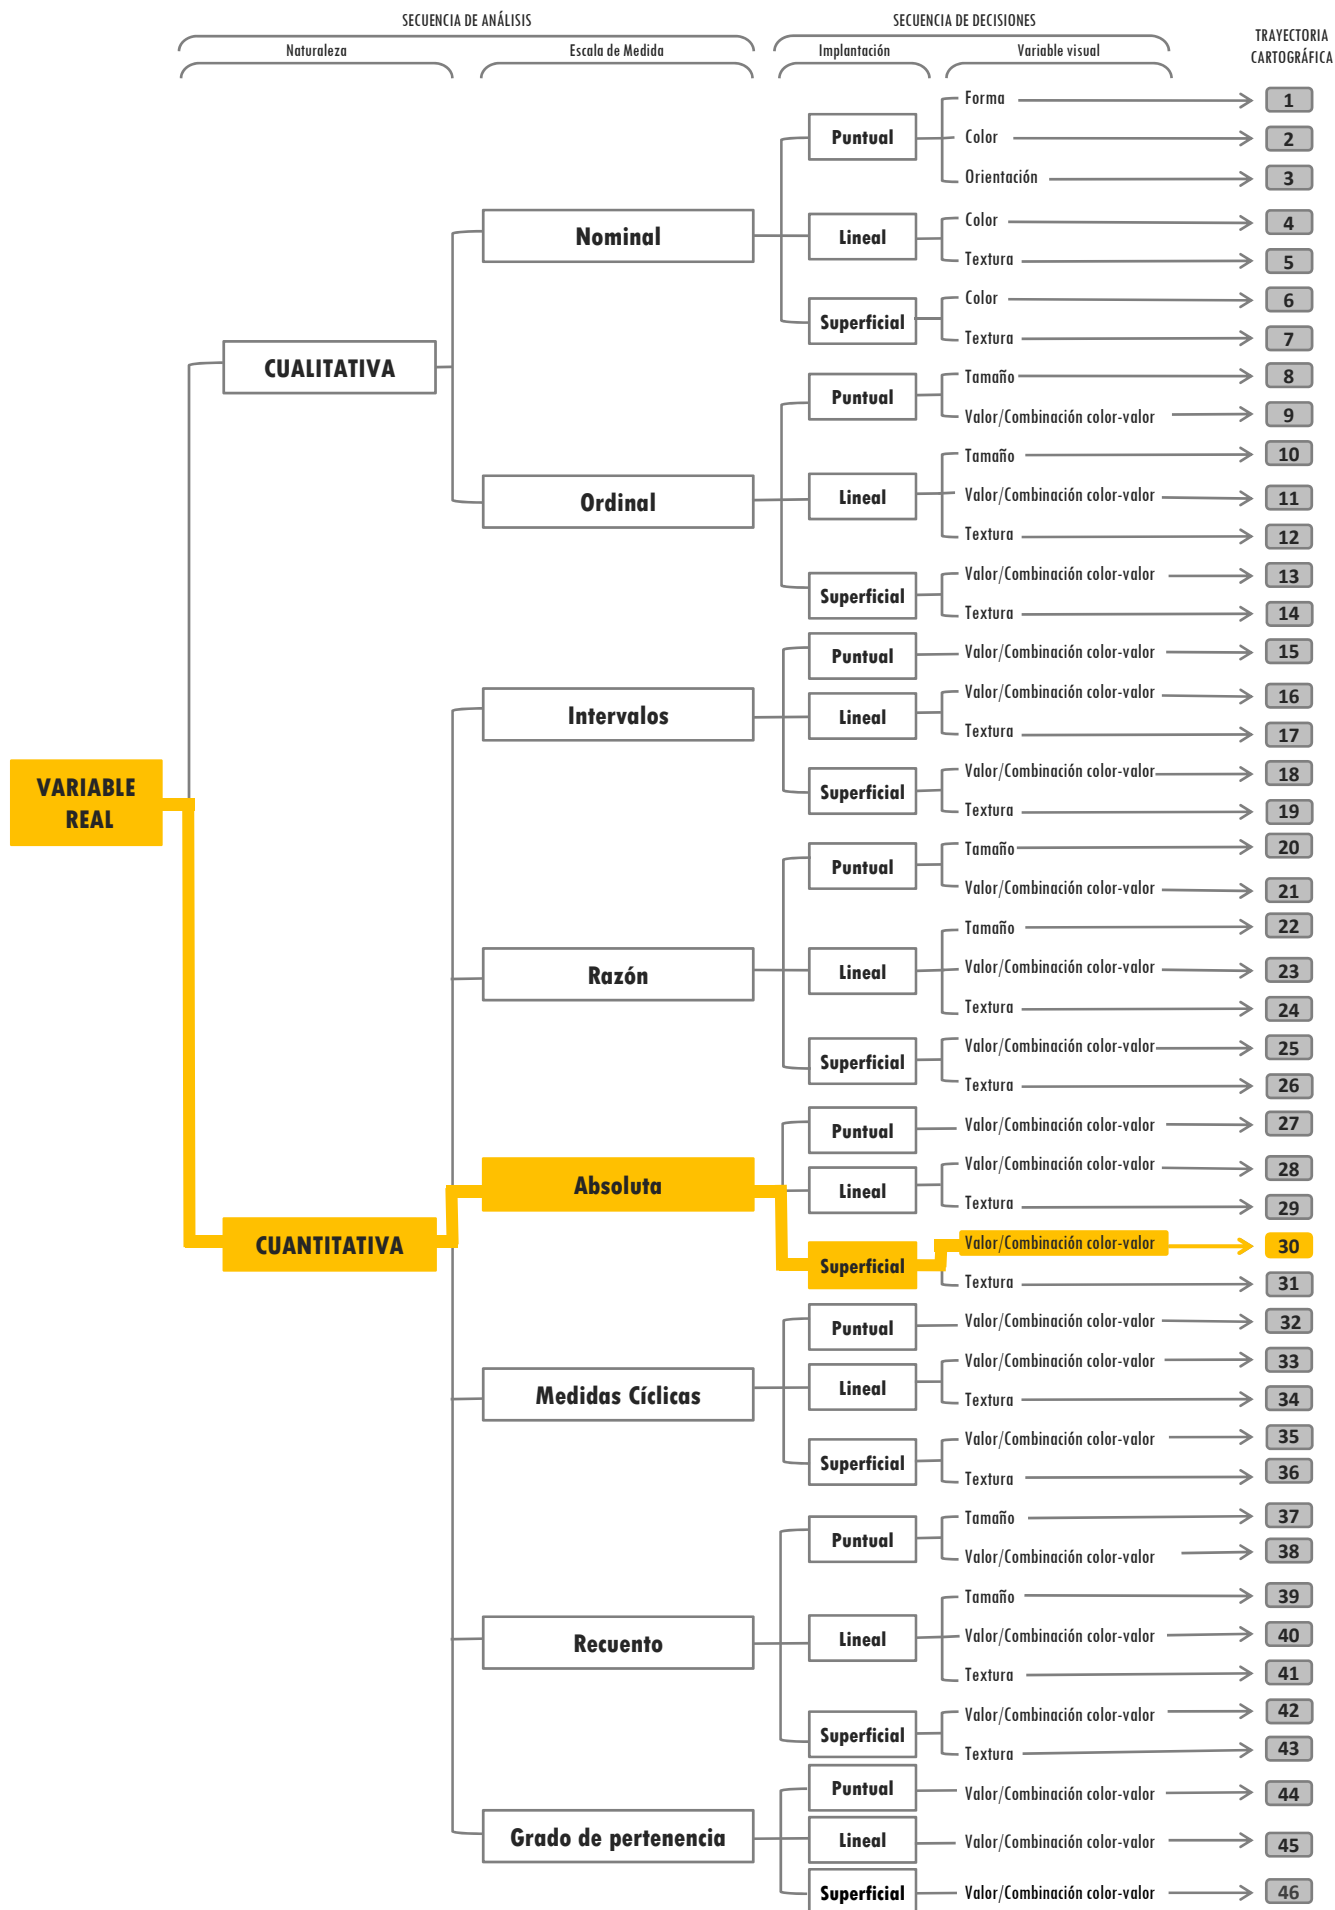 SECUENCIA DE ANÁLISIS
SECUENCIA DE DECISIONES
TRAYECTORIA
CARTOGRÁFICA
Naturaleza
Escala de Medida
Implantación
Variable visual
VARIABLE
REAL
CUALITATIVA
Nominal
Puntual
Forma
1
Color
2
Orientación
3
Lineal
Color
4
Textura
5
Superficial
Color
6
Textura
7
Ordinal
Puntual
Tamaño
8
Valor/Combinación color-valor
9
Lineal
Tamaño
10
Valor/Combinación color-valor
11
Textura
12
Superficial
Valor/Combinación color-valor
13
Textura
14
CUANTITATIVA
Intervalos
Puntual
Valor/Combinación color-valor
15
Lineal
Valor/Combinación color-valor
16
Textura
17
Superficial
Valor/Combinación color-valor
18
Textura
19
Razón
Puntual
Tamaño
20
Valor/Combinación color-valor
21
Lineal
Tamaño
22
Valor/Combinación color-valor
23
Textura
24
Superficial
Valor/Combinación color-valor
25
Textura
26
Absoluta
Puntual
Valor/Combinación color-valor
27
Lineal
Valor/Combinación color-valor
28
Textura
29
Superficial
Valor/Combinación color-valor
30
Textura
31
Medidas Cíclicas
Puntual
Valor/Combinación color-valor
32
Lineal
Valor/Combinación color-valor
33
Textura
34
Superficial
Valor/Combinación color-valor
35
Textura
36
Recuento
Puntual
Tamaño
37
Valor/Combinación color-valor
38
Lineal
Tamaño
39
Valor/Combinación color-valor
40
Textura
41
Superficial
Valor/Combinación color-valor
42
Textura
43
Grado de pertenencia
Puntual
Valor/Combinación color-valor
44
Lineal
Valor/Combinación color-valor
45
Superficial
Valor/Combinación color-valor
46